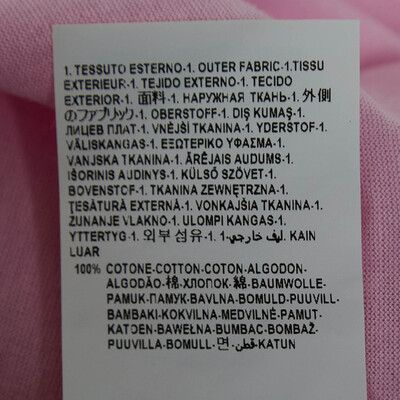 1. TESSUTO ESTERNO-1. OUTER FABRIC-1.TISSU
EXTERIEUR-1. TEJIDO EXTERNO-1. TECIDO
EXTERIOR-1. 面料-1. НАРУЖНАЯ ТКАНЬ-1. 外側
のファブリック-1. OBERSTOFF-1. DIŞ KUMAŞ-1.
ЛИЦЕВ ПЛАТ-1. VNĚJŠÍ TKANINA-1. YDERSTOF-1.
VÄLISKANGAS-1. ΕΞΩΤΕΡΙΚΟ ΥΦΑΣΜΑ-1.
VANJSKA TKANINA-1. ĀRĒJAIS AUDUMS-1.
IŠORINIS AUDINYS-1. KÜLSŐ SZÖVET-1.
BOVENSTOF-1. TKANINA ZEWNĘTRZNA-1.
ŢESĂTURĂ EXTERNĂ-1. VONKAJŠIA TKANINA-1.
ZUNANJE VLAKNO-1. ULOMPI KANGAS-1.
YTTERTYG-1. 외부 섬유-1. ليف خارجي-1. KAIN
LUAR
100% COTONE-COTTON-COTON-ALGODON-
ALGODÃO-棉-ХЛОПОК-綿-BAUMWOLLE-
PAMUK-ПАМУК-BAVLNA-BOMULD-PUUVILL-
BAMBAKI-KOKVILNA-MEDVILNĖ-PAMUT-
KATOEN-BAWEŁNA-BUMBAC-BOMBAŽ-
PUUVILLA-BOMULL-면-قطن-KATUN